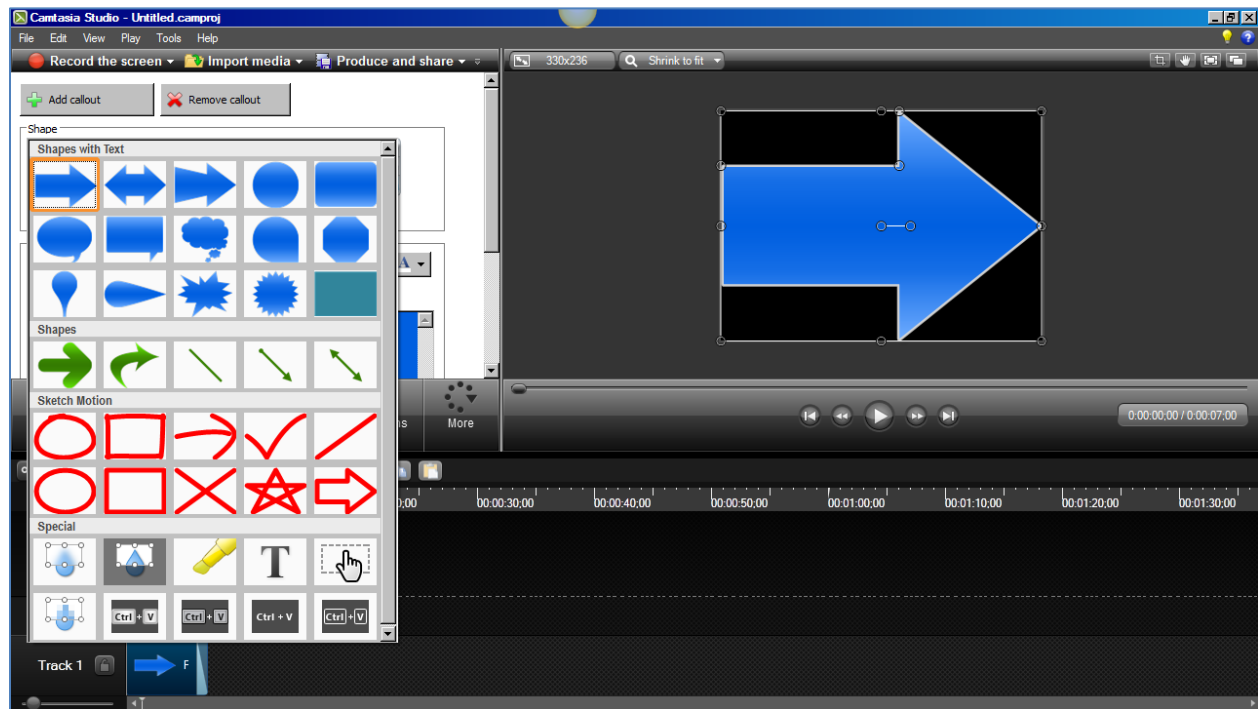 Camtasia Studio - Untitled.camproj
File Edit View Play Tools Help
Record the screen Import media Produce and share
330x236 Shrink to fit
Add callout Remove callout
Shape
Shapes with Text
A
Shapes
Sketch Motion
More
0:00:00;00 / 0:00:07;00
00:00:30;00 00:00:40;00 00:00:50;00 00:01:00;00 00:01:10;00 00:01:20;00 00:01:30;00
Special
T
Ctrl + V Ctrl + V Ctrl + V Ctrl + V
Track 1 F